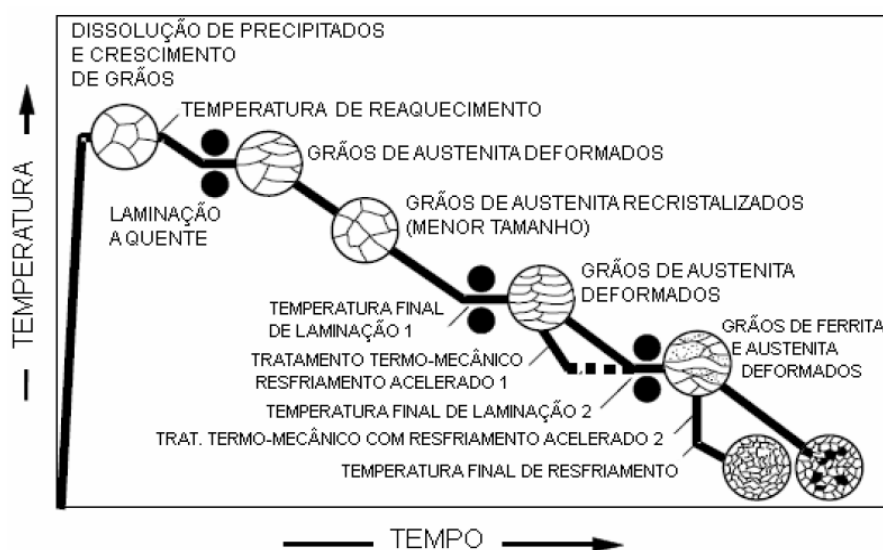 DISSOLUÇÃO DE PRECIPITADOS
E CRESCIMENTO
DE GRÃOS
TEMPERATURA DE REAQUECIMENTO
GRÃOS DE AUSTENITA DEFORMADOS
LAMINAÇÃO
A QUENTE
GRÃOS DE AUSTENITA RECRISTALIZADOS
(MENOR TAMANHO)
GRÃOS DE AUSTENITA
DEFORMADOS
TEMPERATURA FINAL
DE LAMINAÇÃO 1
GRÃOS DE FERRITA
E AUSTENITA
DEFORMADOS
TRATAMENTO TERMO-MECÂNICO
RESFRIAMENTO ACELERADO 1
TEMPERATURA FINAL DE LAMINAÇÃO 2
TRAT. TERMO-MECÂNICO COM RESFRIAMENTO ACELERADO 2
TEMPERATURA FINAL DE RESFRIAMENTO
TEMPERATURA
TEMPO